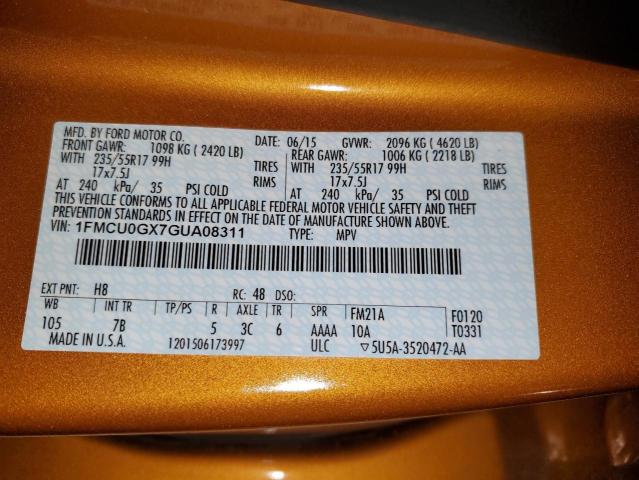 MFD. BY FORD MOTOR CO. DATE: 06/15 GVWR: 2096 KG ( 4620 LB)
FRONT GAWR: 1098 KG ( 2420 LB) REAR GAWR: 1006 KG ( 2218 LB)
WITH 235/55R17 99H TIRES WITH 235/55R17 99H TIRES
17x7.5J RIMS 17x7.5J RIMS
AT 240 kPa/ 35 PSI COLD AT 240 kPa/ 35 PSI COLD
THIS VEHICLE CONFORMS TO ALL APPLICABLE FEDERAL MOTOR VEHICLE SAFETY AND THEFT
PREVENTION STANDARDS IN EFFECT ON THE DATE OF MANUFACTURE SHOWN ABOVE.
VIN: 1FMCU0GX7GUA08311 TYPE: MPV
EXT PNT: H8 RC: 48 DSO:
WB INT TR TP/PS R AXLE TR SPR FM21A F0120
105 7B 5 3C 6 AAAA 10A T0331
MADE IN U.S.A. 1201506173997 ULC ▽5U5A-3520472-AA